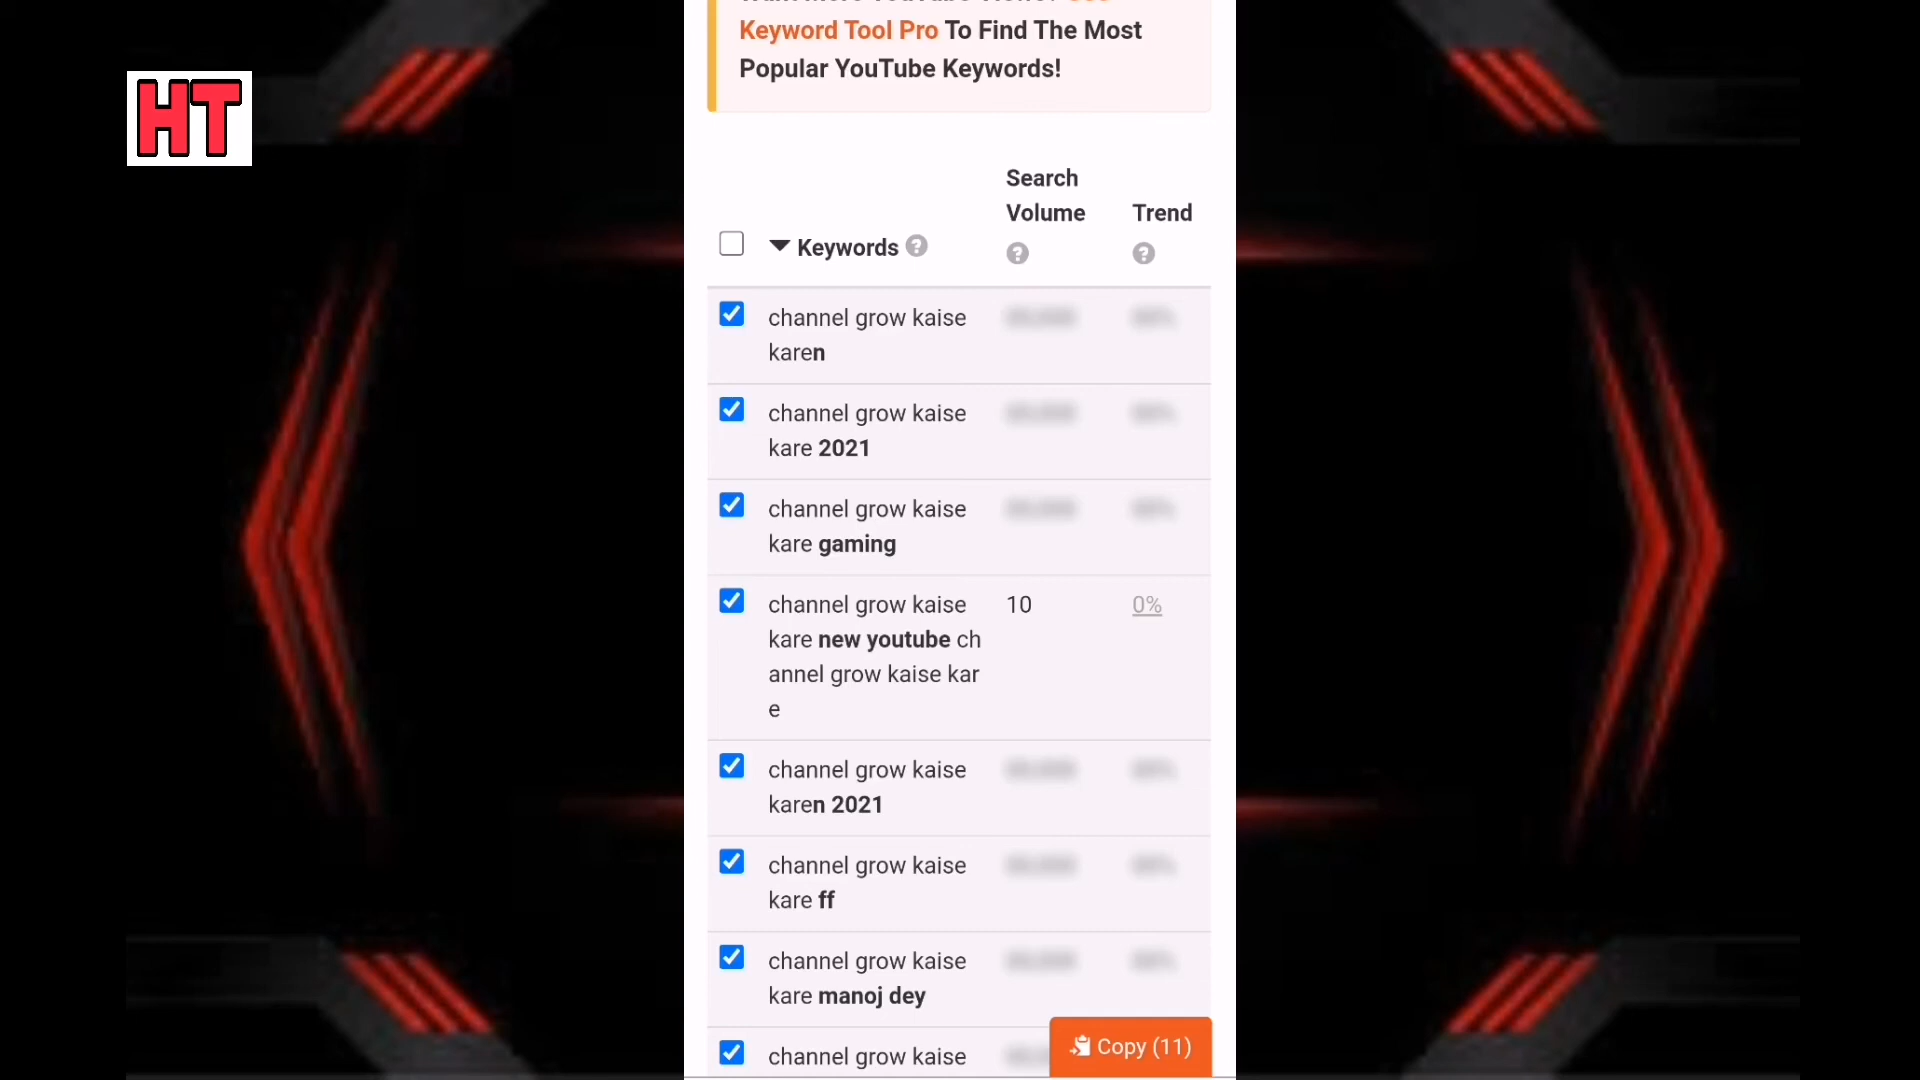 HT
Keyword Tool Pro To Find The Most
Popular YouTube Keywords!
Search
Volume
Trend
Keywords
channel grow kaise
karen
channel grow kaise
kare 2021
channel grow kaise
kare gaming
channel grow kaise 10 0%
kare new youtube ch
annel grow kaise kar
e
channel grow kaise
karen 2021
channel grow kaise
kare ff
channel grow kaise
kare manoj dey
channel grow kaise
Copy (11)